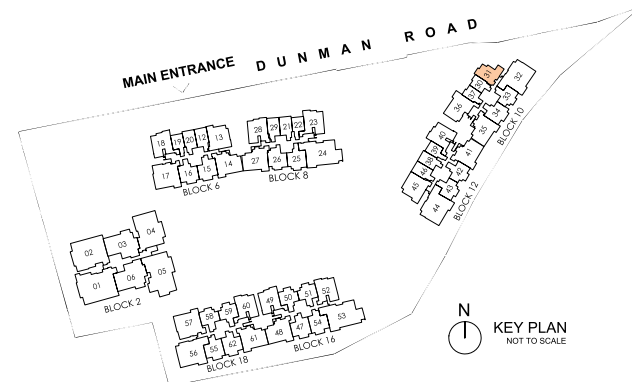 DUNMAN ROAD
MAIN ENTRANCE
31
32
30
37
33
36
34
35
BLOCK 10
18 19 20 12 13
28 29 21 22 23
17 16 15 14 27 26 25 24
BLOCK 6
BLOCK 8
40
39
41
38
46
42
45
43
44
BLOCK 12
02 03 04
01 06 05
BLOCK 2
57 58 59 60 49 50 51 52
56 55 62 61 48 47 54 53
BLOCK 18
BLOCK 16
N
KEY PLAN
NOT TO SCALE